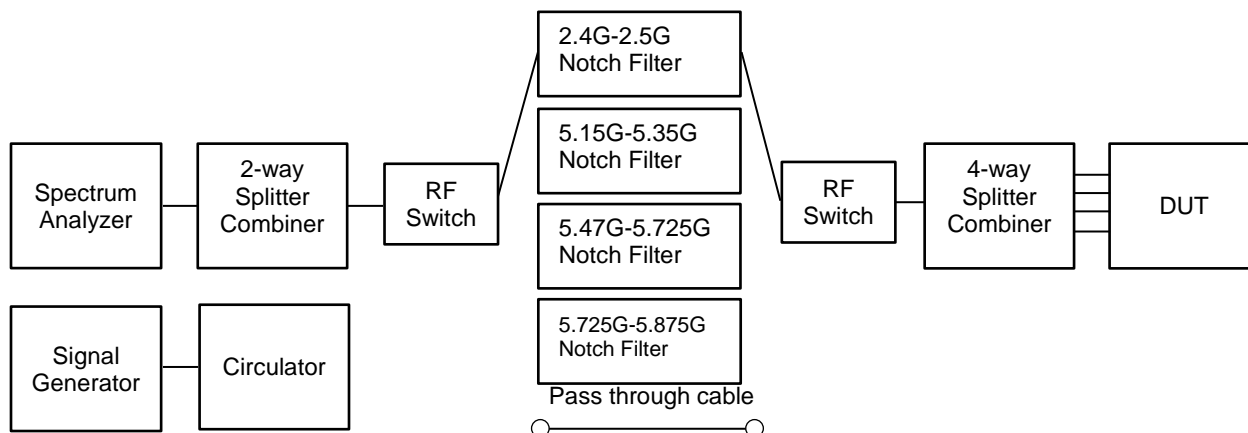 2.4G-2.5G
Notch Filter
5.15G-5.35G
Notch Filter
Spectrum
Analyzer
2-way
Splitter
Combiner
RF
Switch
RF
Switch
4-way
Splitter
Combiner
DUT
5.47G-5.725G
Notch Filter
Signal
Generator
Circulator
5.725G-5.875G
Notch Filter
Pass through cable